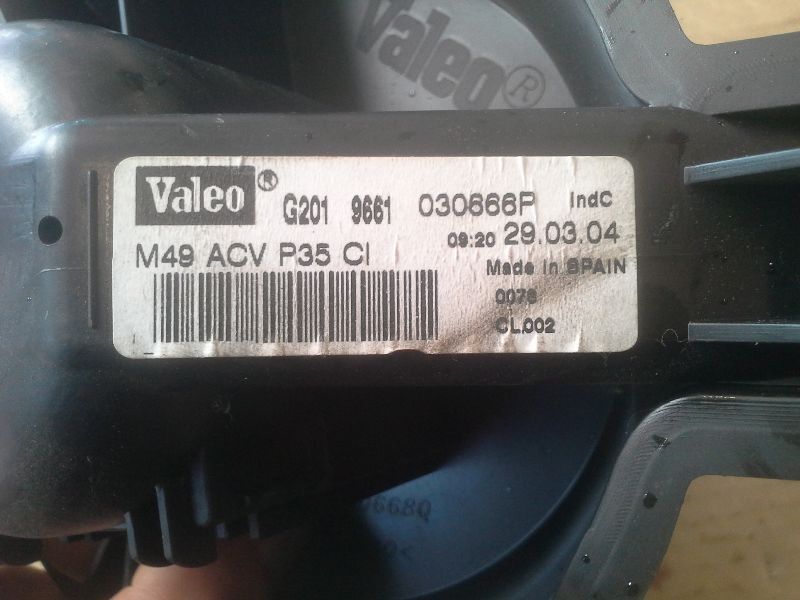 Valeo®
Valeo® G201 9661 030666P IndC
09:20 29.03.04
M49 ACV P35 CI
Made in SPAIN
0078
CL002
668Q